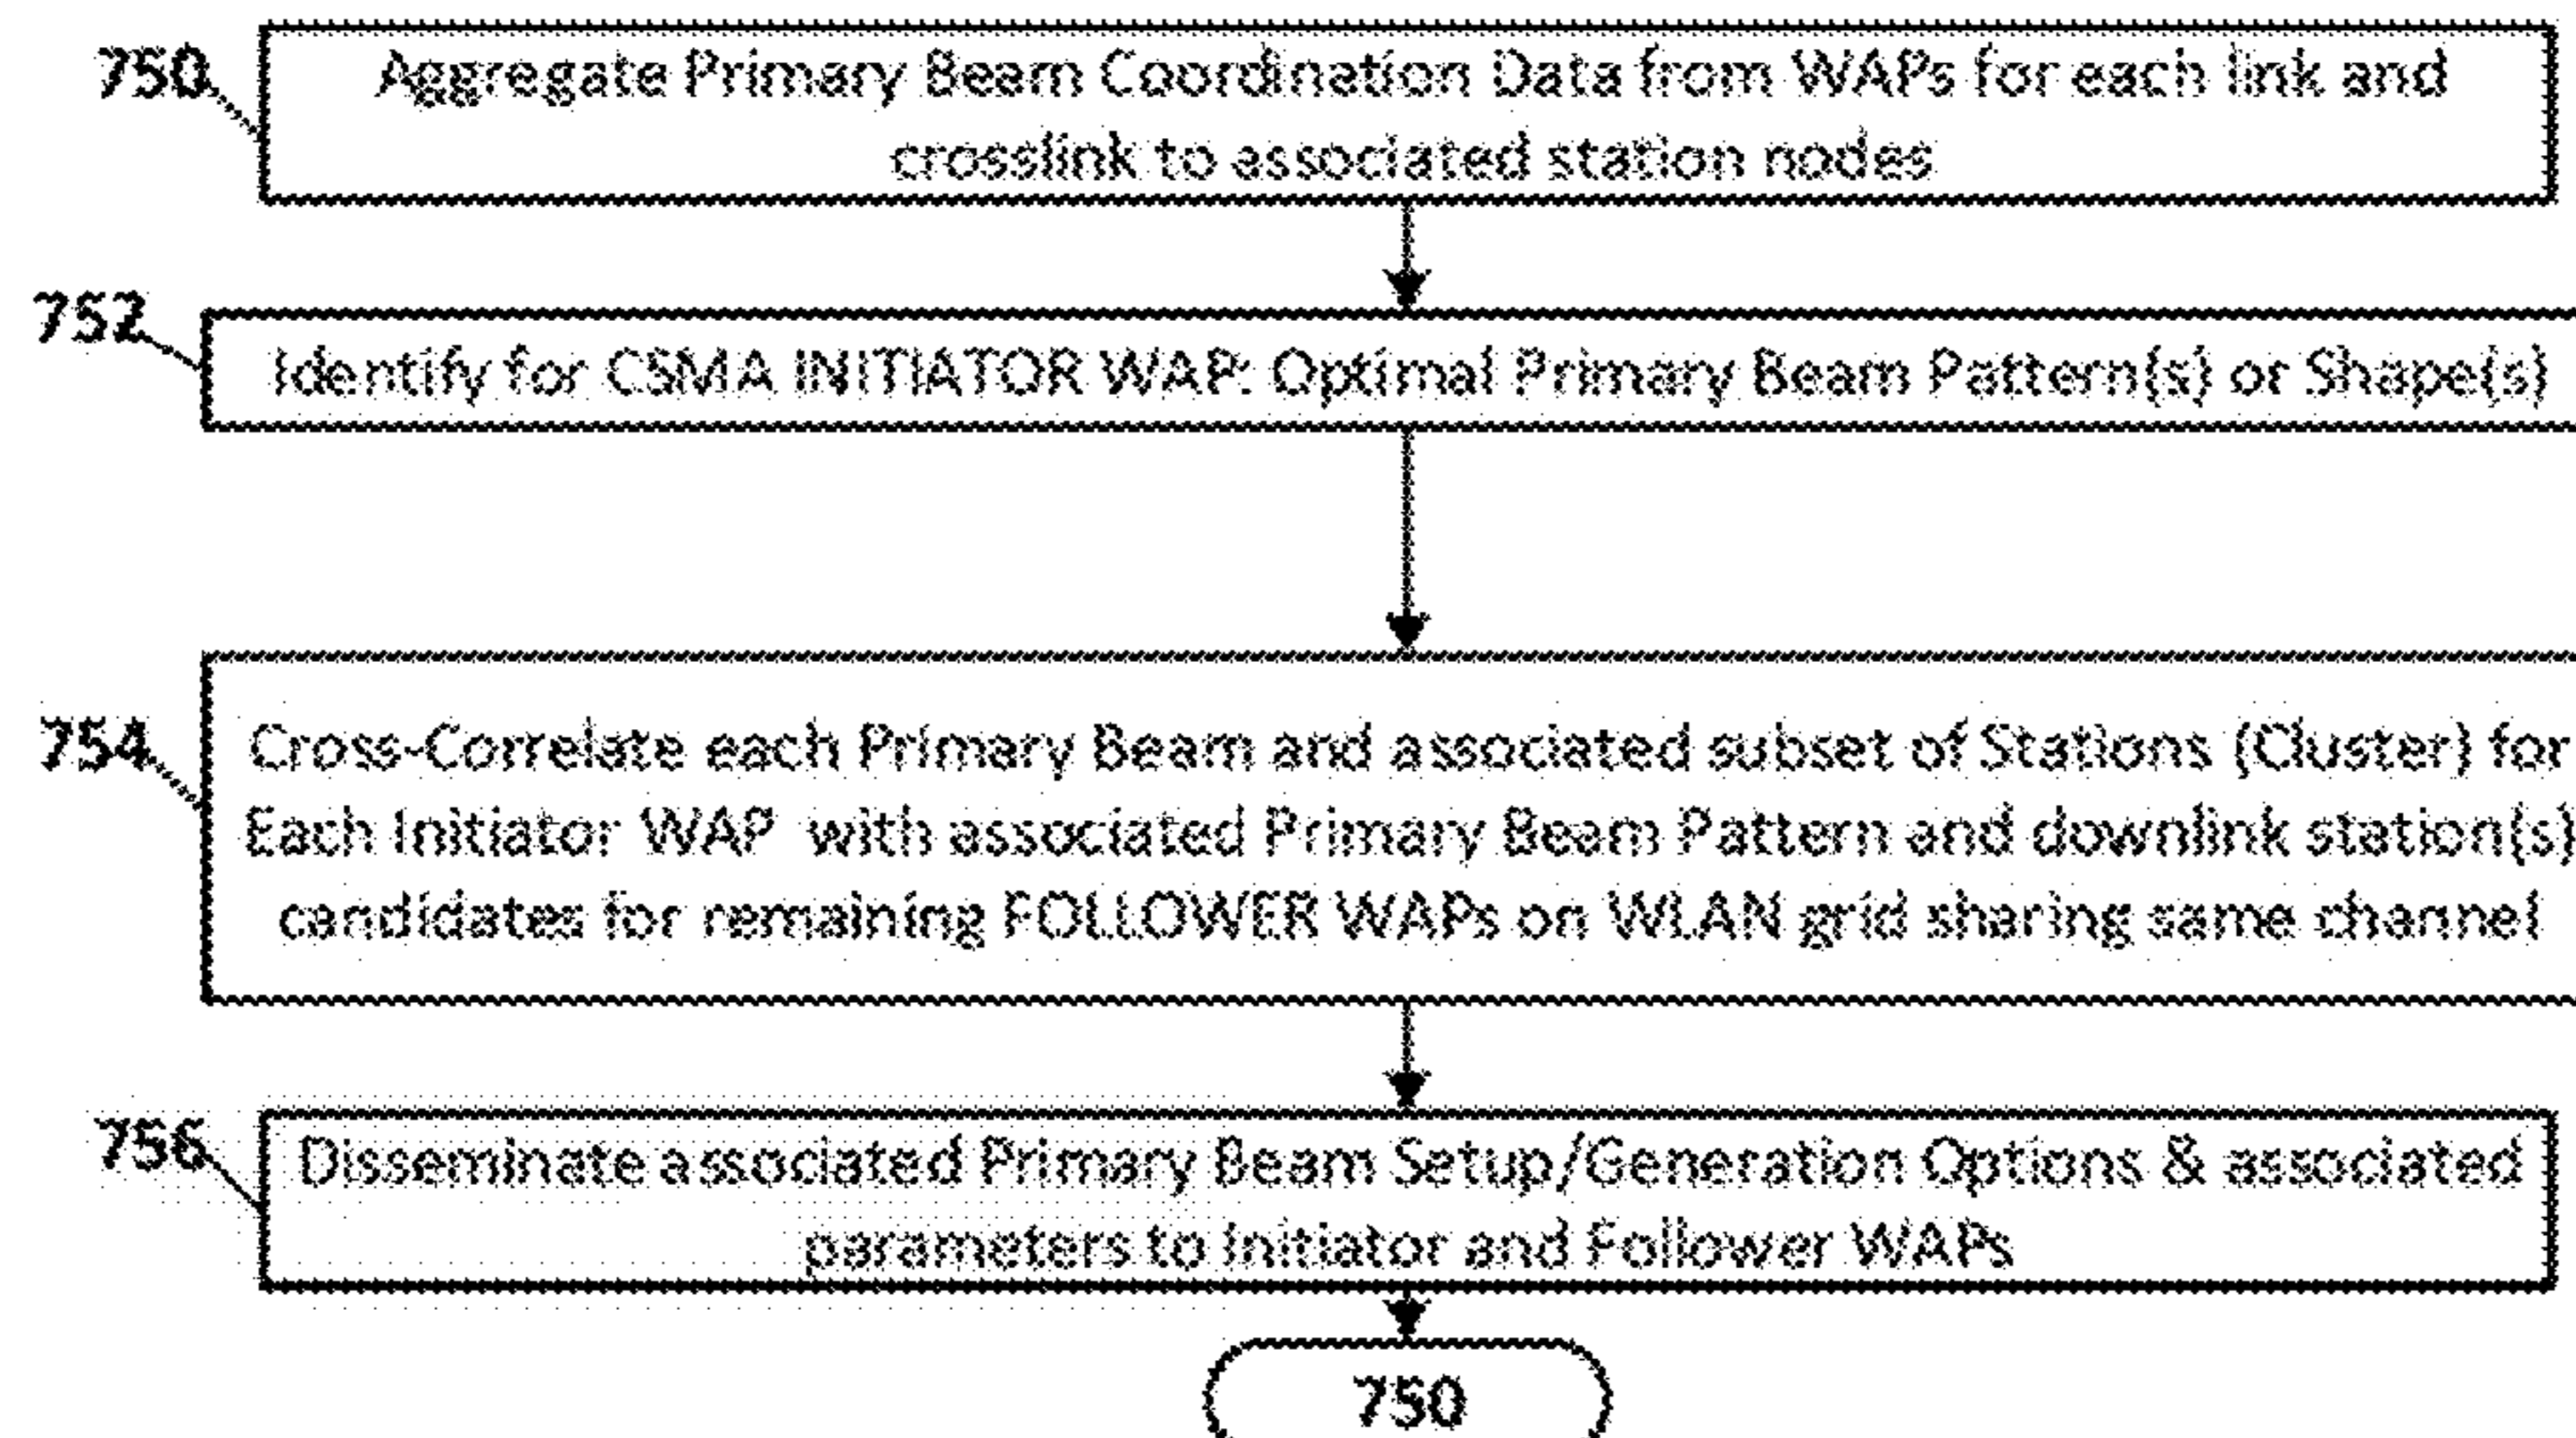 750
Aggregate Primary Beam Coordination Data from WAPs for each link and
crosslink to associated station nodes
752
Identify for CSMA INITIATOR WAP: Optimal Primary Beam Pattern(s) or Shape(s)
754
Cross-Correlate each Primary Beam and associated subset of Stations (Cluster) for
Each Initiator WAP with associated Primary Beam Pattern and downlink station(s)
candidates for remaining FOLLOWER WAPs on WLAN grid sharing same channel
756
Disseminate associated Primary Beam Setup/Generation Options & associated
parameters to Initiator and Follower WAPs
750